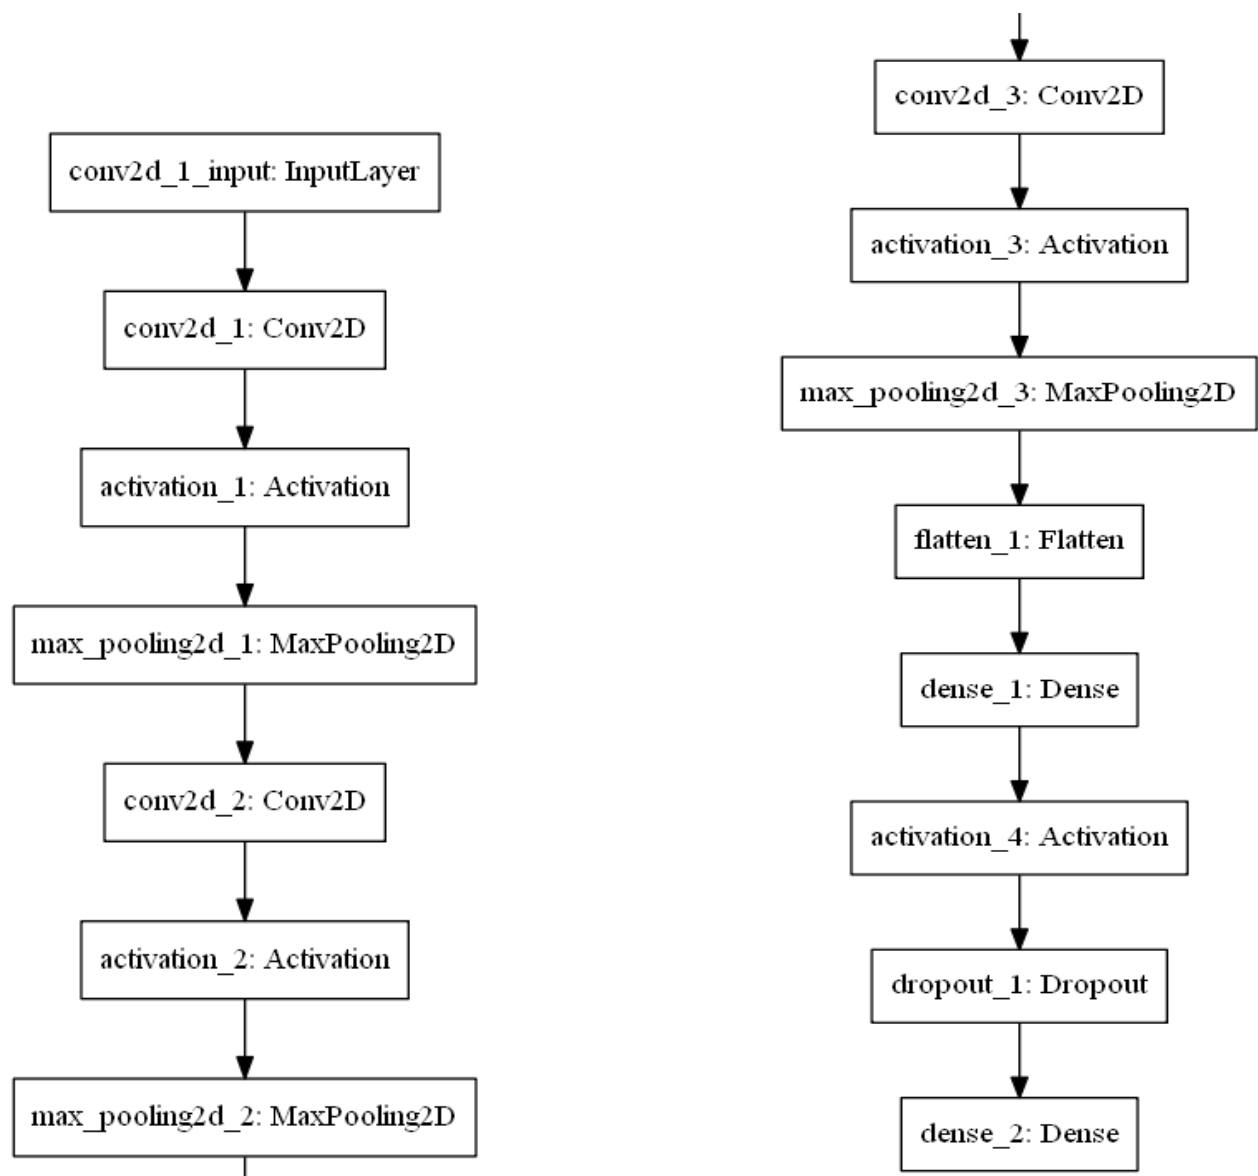 conv2d_1_input: InputLayer
conv2d_1: Conv2D
activation_1: Activation
max_pooling2d_1: MaxPooling2D
conv2d_2: Conv2D
activation_2: Activation
max_pooling2d_2: MaxPooling2D
conv2d_3: Conv2D
activation_3: Activation
max_pooling2d_3: MaxPooling2D
flatten_1: Flatten
dense_1: Dense
activation_4: Activation
dropout_1: Dropout
dense_2: Dense